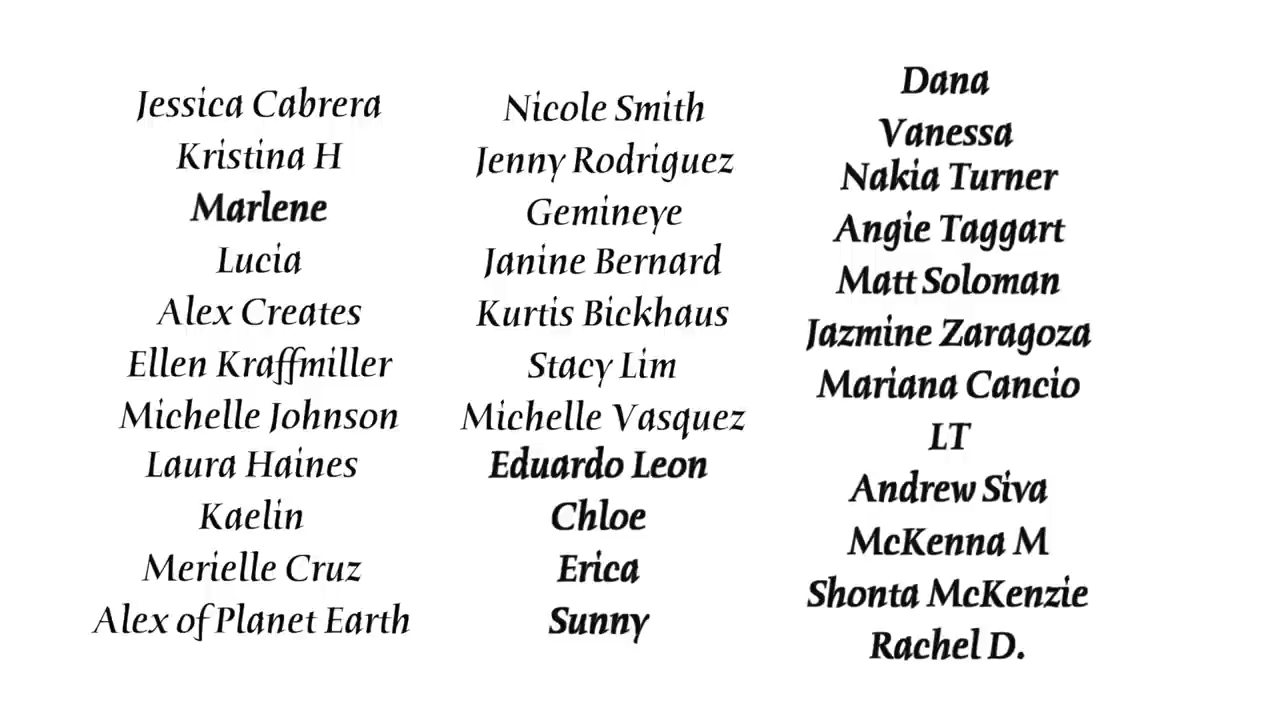 Jessica Cabrera
Kristina H
Marlene
Lucia
Alex Creates
Ellen Kraffmiller
Michelle Johnson
Laura Haines
Kaelin
Merielle Cruz
Alex of Planet Earth
Nicole Smith
Jenny Rodriguez
Gemineye
Janine Bernard
Kurtis Bickhaus
Stacy Lim
Michelle Vasquez
Eduardo Leon
Chloe
Erica
Sunny
Dana
Vanessa
Nakia Turner
Angie Taggart
Matt Soloman
Jazmine Zaragoza
Mariana Cancio
LT
Andrew Siva
McKenna M
Shonta McKenzie
Rachel D.